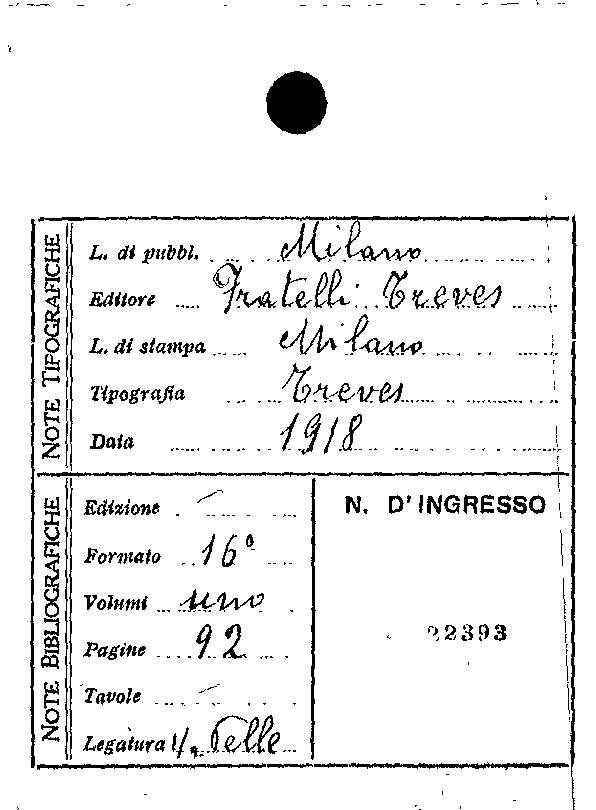 NOTE TIPOGRAFICHE
L. di pubbl. Milano
Editore Fratelli Treves
L. di stampa Milano
Tipografia Treves
Data 1918
NOTE BIBLIOGRAFICHE
Edizione /
Formato 16°
Volumi uno
Pagine 92
Tavole /
Legatura ½ Pelle
N. D'INGRESSO
22393